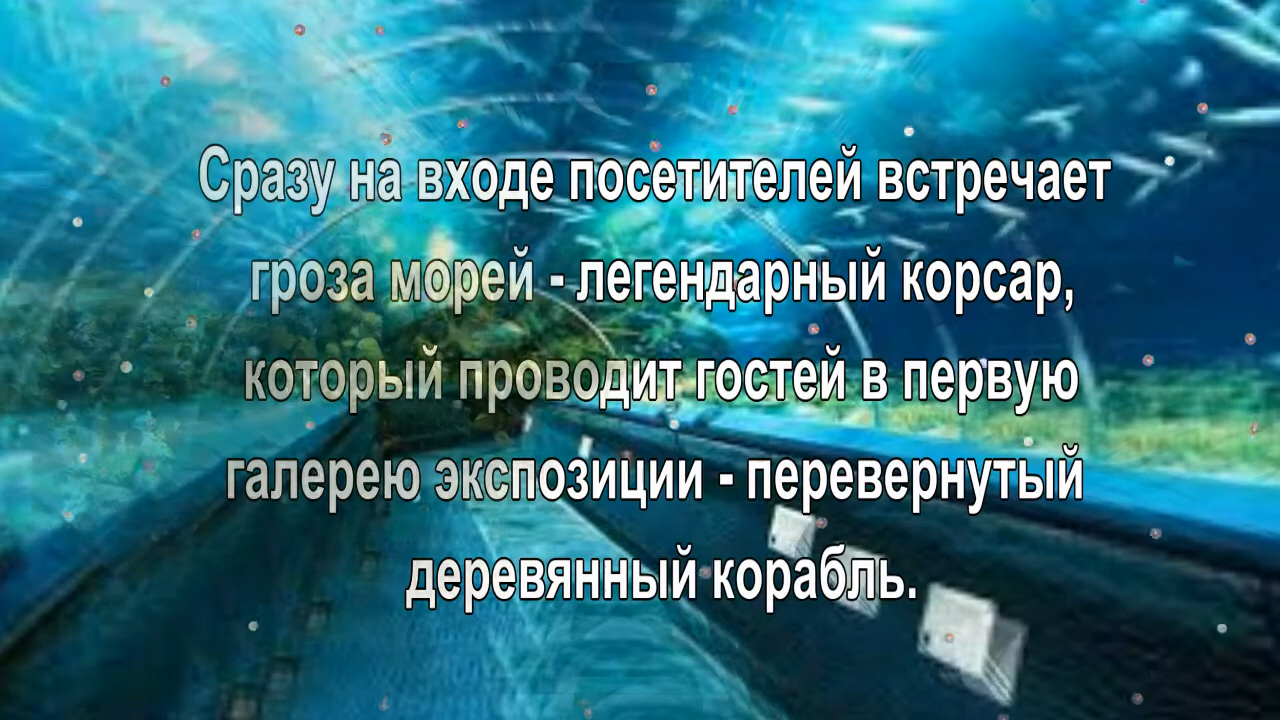 Сразу на входе посетителей встречает
гроза морей - легендарный корсар,
который проводит гостей в первую
галерею экспозиции - перевернутый
деревянный корабль.